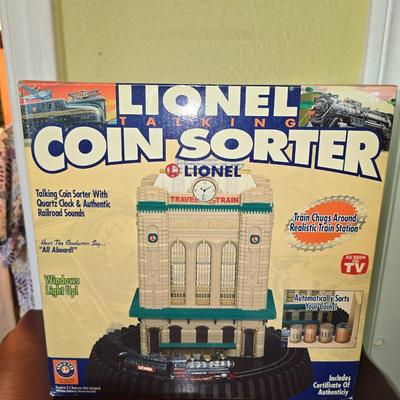 LIONEL
TALKING
COIN SORTER
LIONEL
TRAVEL
TRAIN
Talking Coin Sorter With
Quartz Clock & Authentic
Railroad Sounds
Hear The Conductor Say...
"All Aboard!"
Windows
Light Up!
Train Chugs Around
Realistic Train Station
AS SEEN
ON
TV
Automatically Sorts
Your Coins!
LIONEL
Includes
Certificate Of
Authenticity